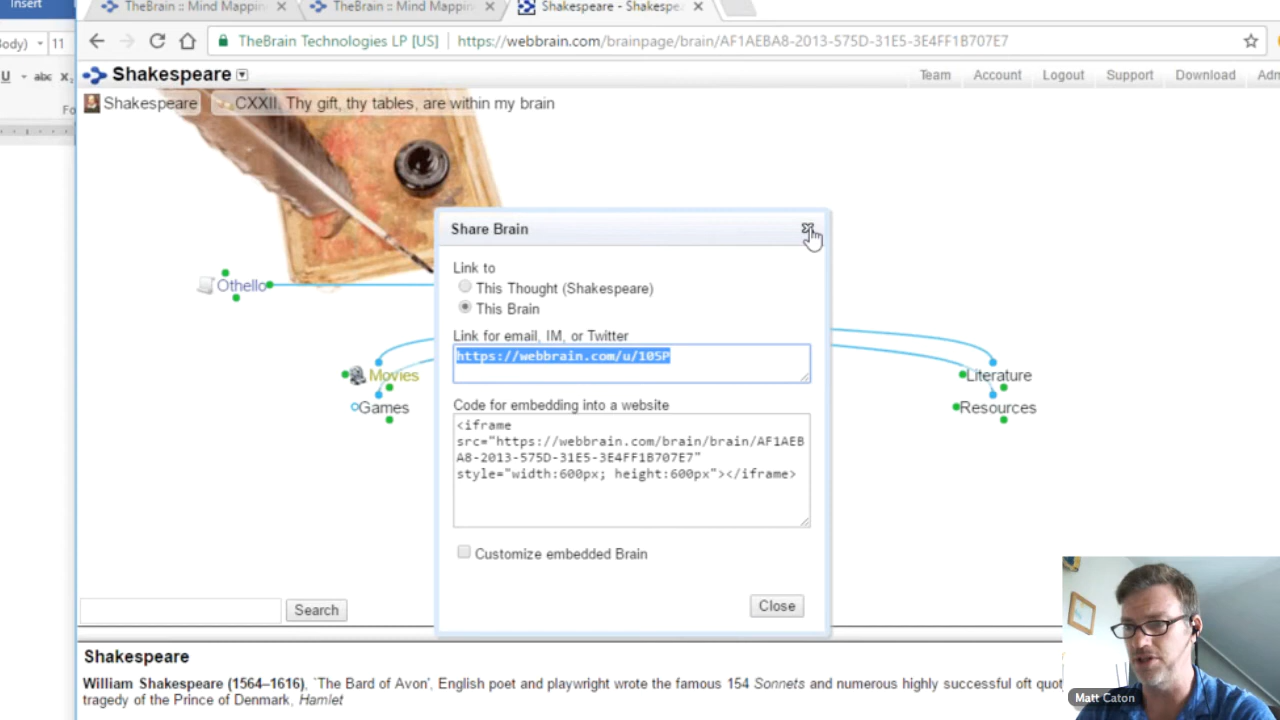 Insert
TheBrain :: Mind Mappin
TheBrain :: Mind Mappin
Shakespeare - Shakespe
ody)
11
TheBrain Technologies LP [US]
https://webbrain.com/brainpage/brain/AF1AEBA8-2013-575D-31E5-3E4FF1B707E7
U
abc
X
Fo
Shakespeare
Team
Account
Logout
Support
Download
Adm
Shakespeare
CXXII. Thy gift, thy tables, are within my brain
Share Brain
Link to
This Thought (Shakespeare)
This Brain
Link for email, IM, or Twitter
https://webbrain.com/u/105P
Code for embedding into a website
<iframe
src="https://webbrain.com/brain/brain/AF1AEB
A8-2013-575D-31E5-3E4FF1B707E7"
style="width:600px; height:600px"></iframe>
Customize embedded Brain
Close
Othello
Movies
Games
Literature
Resources
Search
Shakespeare
William Shakespeare (1564–1616), `The Bard of Avon', English poet and playwright wrote the famous 154 Sonnets and numerous highly successful oft quot
tragedy of the Prince of Denmark, Hamlet
Matt Caton